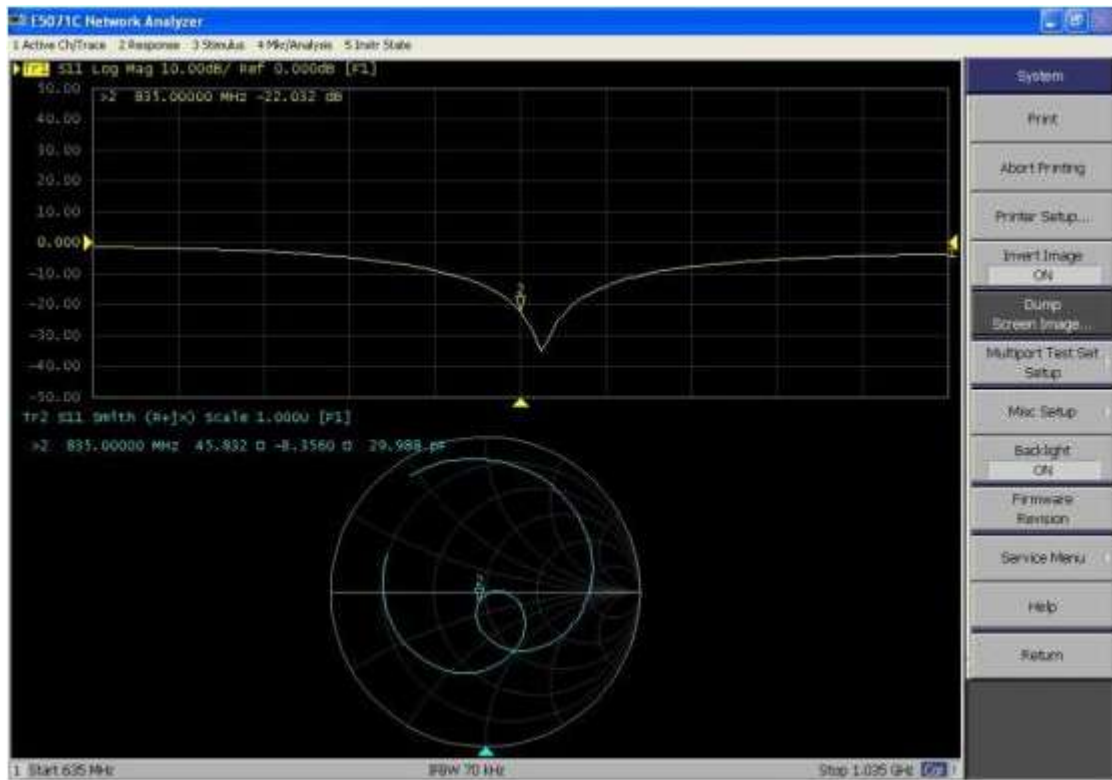 E5071C Network Analyzer
1 Active Ch/Trace 2 Response 3 Stimulus 4 Mkr/Analysis 5 Instr State
Tr1 S11 Log Mag 10.00dB/ Ref 0.000dB [F1]
50.00
>2 835.00000 MHz -22.032 dB
40.00
30.00
20.00
10.00
0.000
-10.00
-20.00
-30.00
-40.00
-50.00
2
Tr2 S11 Smith (R+jX) Scale 1.000U [F1]
>2 835.00000 MHz 45.832 Ω -8.3560 Ω 29.988 pF
2
1 Start 635 MHz IFBW 70 kHz Stop 1.035 GHz Cor
System
Print
Abort Printing
Printer Setup...
Invert Image
ON
Dump
Screen Image...
Multiport Test Set
Setup
Misc Setup
Backlight
ON
Firmware
Revision
Service Menu
Help
Return